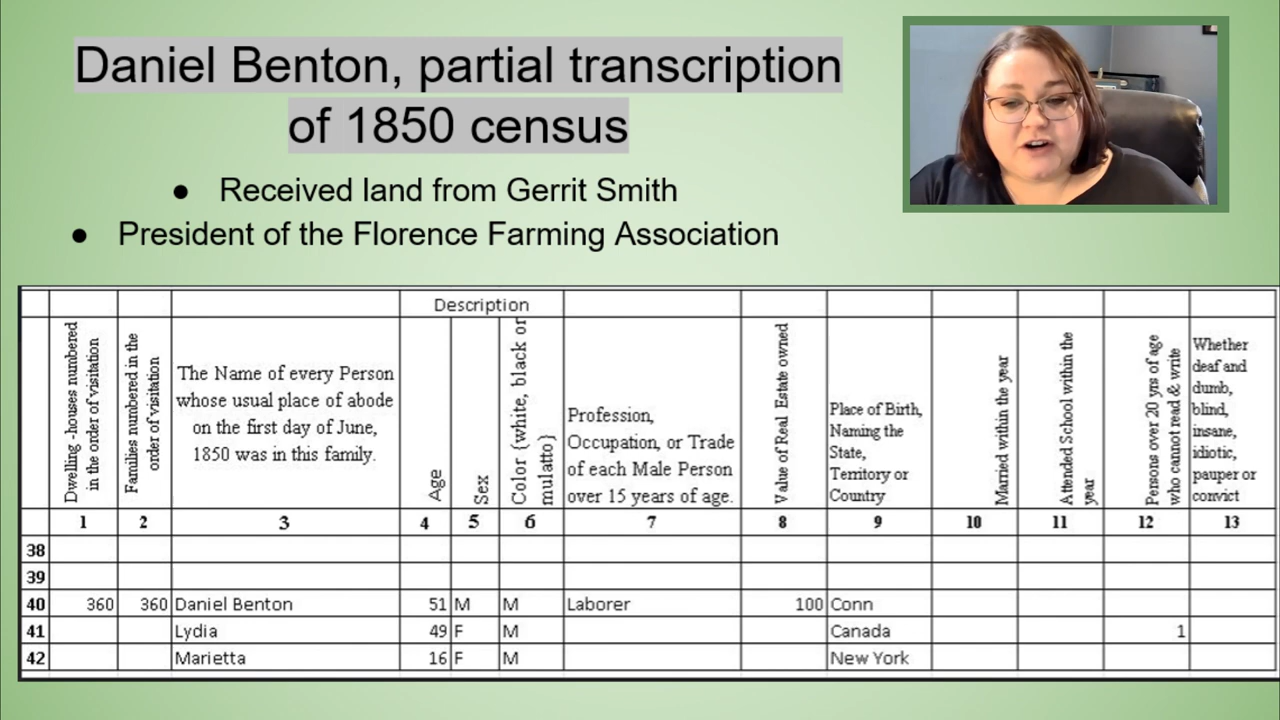 Daniel Benton, partial transcription
of 1850 census
● Received land from Gerrit Smith
● President of the Florence Farming Association
Description
Dwelling -houses numbered
in the order of visitation
Families numbered in the
order of visitation
The Name of every Person
whose usual place of abode
on the first day of June,
1850 was in this family.
Age
Sex
Color {white, black or
mulatto}
Profession,
Occupation, or Trade
of each Male Person
over 15 years of age.
Value of Real Estate owned
Place of Birth,
Naming the
State,
Territory or
Country
Married within the year
Attended School within the
year
Persons over 20 yrs of age
who cannot read & write
Whether
deaf and
dumb,
blind,
insane,
idiotic,
pauper or
convict
1 2 3 4 5 6 7 8 9 10 11 12 13
38
39
40 360 360 Daniel Benton 51 M M Laborer 100 Conn
41 Lydia 49 F M Canada 1
42 Marietta 16 F M New York